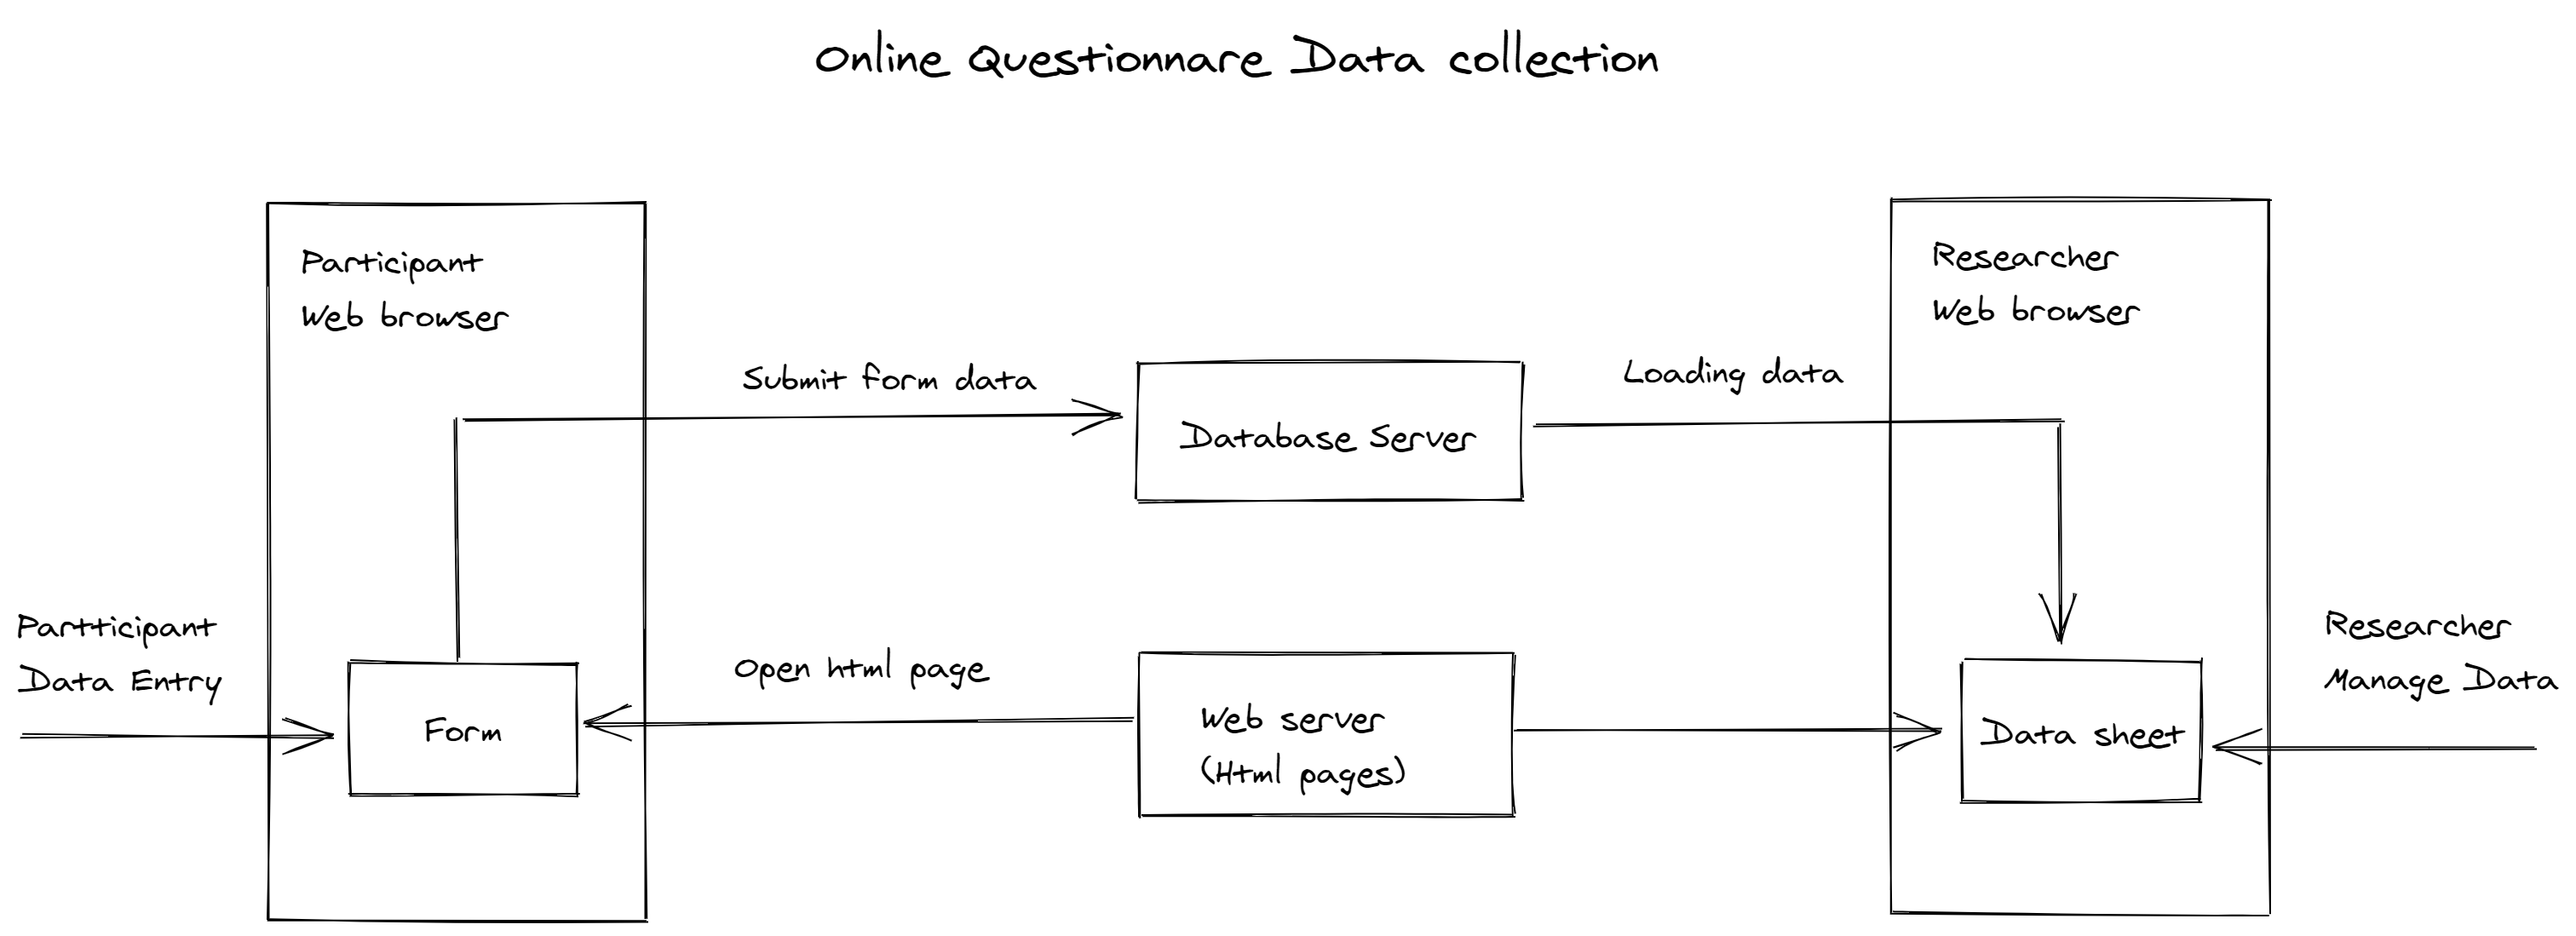 Online Questionnare Data collection
Participant
Web browser
Researcher
Web browser
Submit form data
Loading data
Database Server
Partticipant
Data Entry
Open html page
Researcher
Manage Data
Form
Web server
(Html pages)
Data sheet